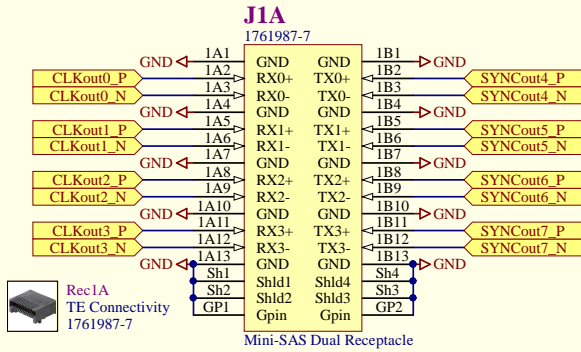 J1A
1761987-7
GND 1A1 GND GND 1B1 GND
CLKout0_P 1A2 RX0+ TX0+ 1B2 SYNCout4_P
CLKout0_N 1A3 RX0- TX0- 1B3 SYNCout4_N
GND 1A4 GND GND 1B4 GND
CLKout1_P 1A5 RX1+ TX1+ 1B5 SYNCout5_P
CLKout1_N 1A6 RX1- TX1- 1B6 SYNCout5_N
GND 1A7 GND GND 1B7 GND
CLKout2_P 1A8 RX2+ TX2+ 1B8 SYNCout6_P
CLKout2_N 1A9 RX2- TX2- 1B9 SYNCout6_N
GND 1A10 GND GND 1B10 GND
CLKout3_P 1A11 RX3+ TX3+ 1B11 SYNCout7_P
CLKout3_N 1A12 RX3- TX3- 1B12 SYNCout7_N
GND 1A13 GND GND 1B13 GND
Sh1 Shld1 Shld4 Sh4
Sh2 Shld2 Shld3 Sh3
GP1 Gpin Gpin GP2
Mini-SAS Dual Receptacle
Rec1A
TE Connectivity
1761987-7